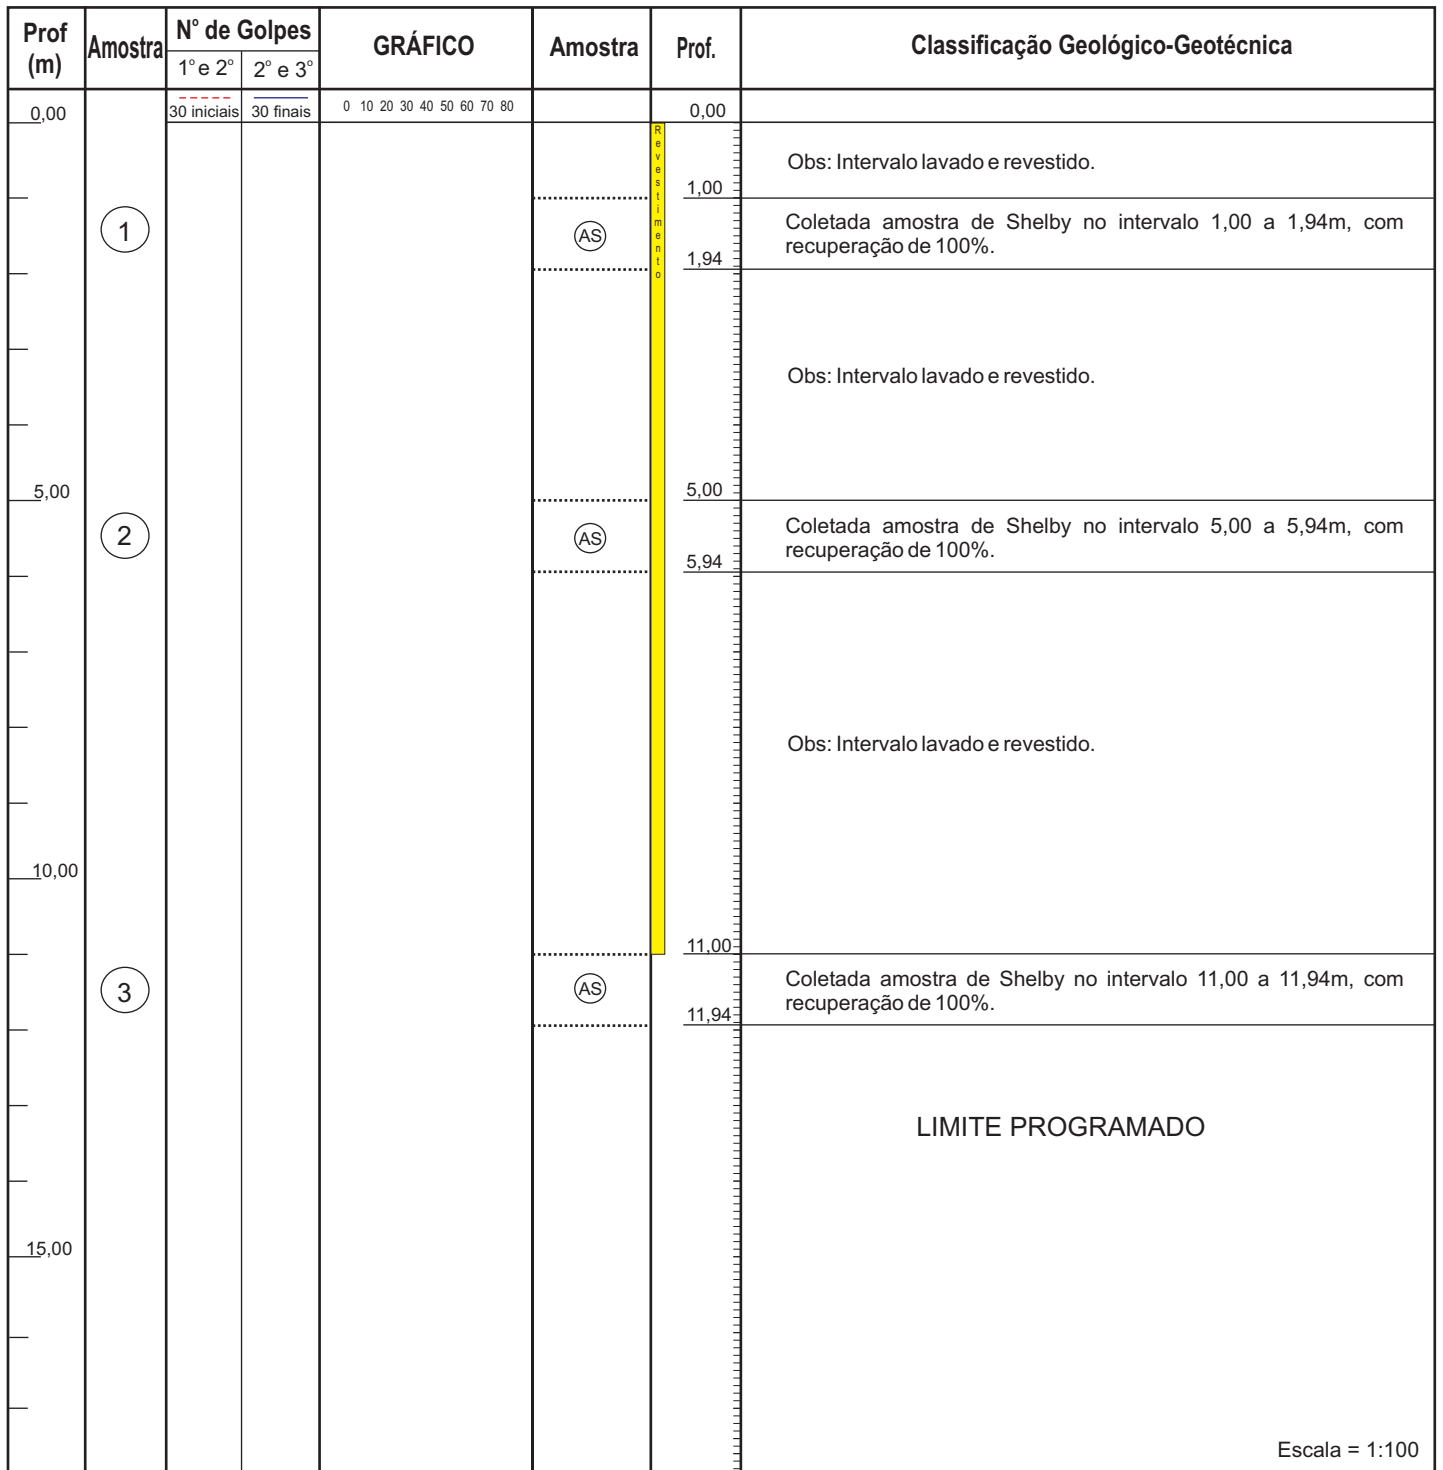 Prof (m) Amostra N° de Golpes GRÁFICO Amostra Prof. Classificação Geológico-Geotécnica
1° e 2° 2° e 3°
0,00 30 iniciais 30 finais 0 10 20 30 40 50 60 70 80 0,00
Revestimento
Obs: Intervalo lavado e revestido.
1,00
1 AS Coletada amostra de Shelby no intervalo 1,00 a 1,94m, com
recuperação de 100%.
1,94
Obs: Intervalo lavado e revestido.
5,00 5,00
2 AS Coletada amostra de Shelby no intervalo 5,00 a 5,94m, com
recuperação de 100%.
5,94
Obs: Intervalo lavado e revestido.
10,00
11,00
3 AS Coletada amostra de Shelby no intervalo 11,00 a 11,94m, com
recuperação de 100%.
11,94
LIMITE PROGRAMADO
15,00
Escala = 1:100